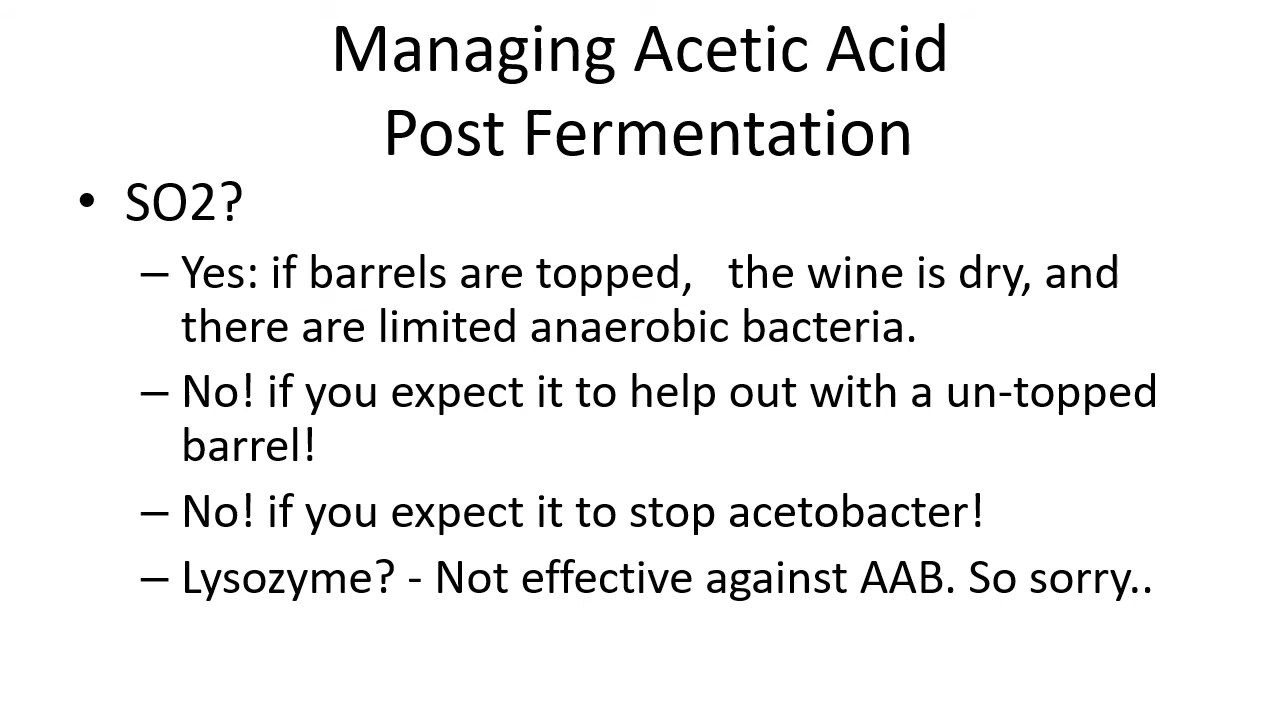 Managing Acetic Acid
Post Fermentation
• SO2?
– Yes: if barrels are topped,   the wine is dry, and
there are limited anaerobic bacteria.
– No! if you expect it to help out with a un-topped
barrel!
– No! if you expect it to stop acetobacter!
– Lysozyme? - Not effective against AAB. So sorry..